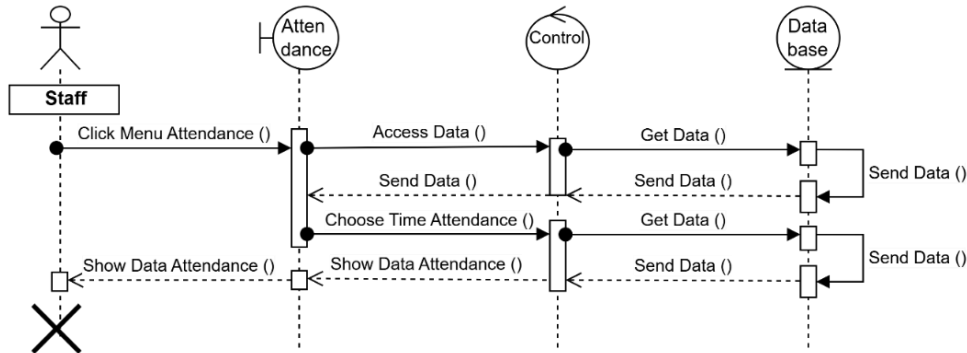 Atten
dance
Control
Data
base
Staff
Click Menu Attendance ()
Access Data ()
Get Data ()
Send Data ()
Send Data ()
Send Data ()
Choose Time Attendance ()
Get Data ()
Send Data ()
Show Data Attendance ()
Show Data Attendance ()
Send Data ()